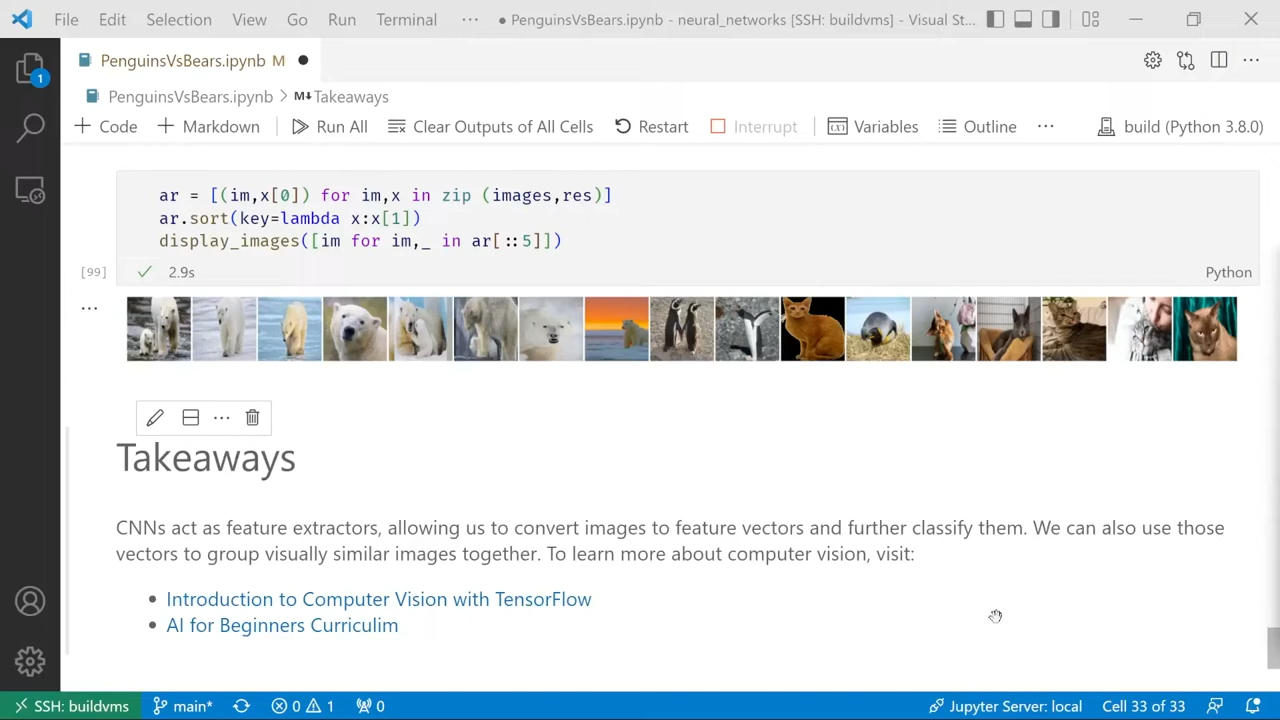 File Edit Selection View Go Run Terminal ··· ● PenguinsVsBears.ipynb - neural_networks [SSH: buildvms] - Visual St...
PenguinsVsBears.ipynb M
1
PenguinsVsBears.ipynb > M↓ Takeaways
+ Code + Markdown Run All Clear Outputs of All Cells Restart Interrupt Variables Outline ··· build (Python 3.8.0)
ar = [(im,x[0]) for im,x in zip (images,res)]
ar.sort(key=lambda x:x[1])
display_images([im for im,_ in ar[::5]])
[99] 2.9s Python
Takeaways
CNNs act as feature extractors, allowing us to convert images to feature vectors and further classify them. We can also use those
vectors to group visually similar images together. To learn more about computer vision, visit:
• Introduction to Computer Vision with TensorFlow
• AI for Beginners Curriculim
SSH: buildvms main* 0 1 0 Jupyter Server: local Cell 33 of 33